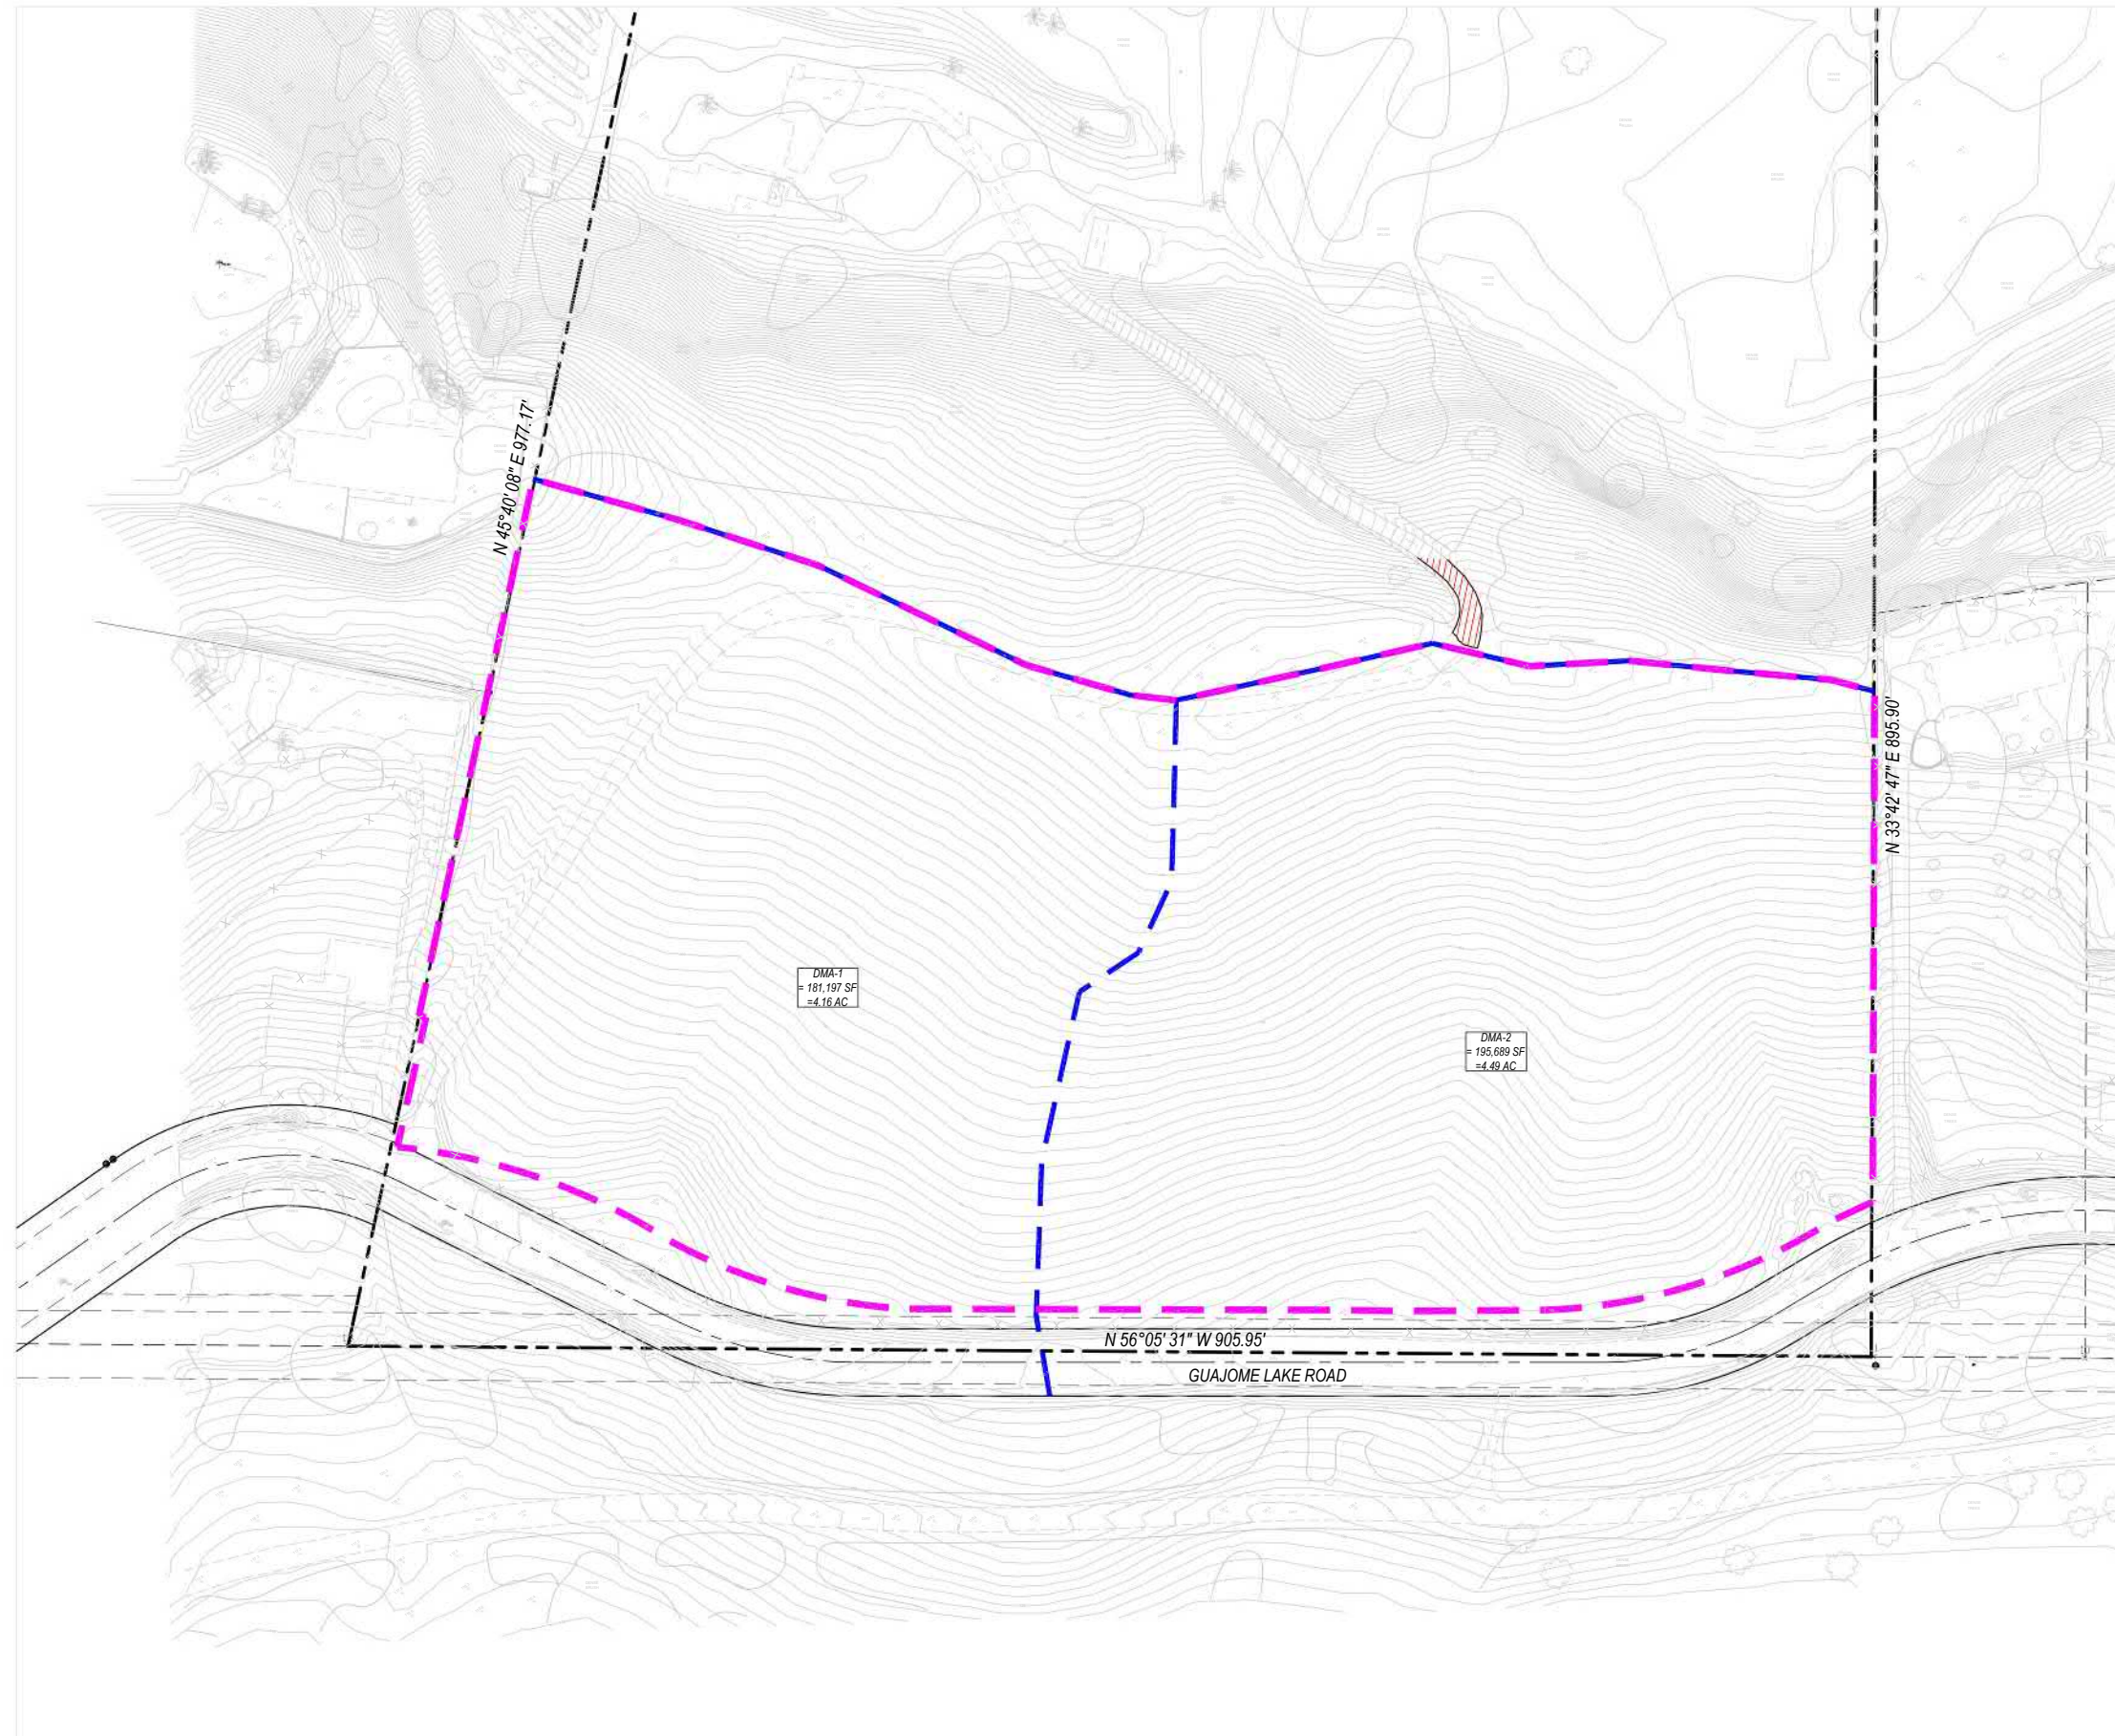 N 45°40' 08" E 977.17'
N 33°42' 47" E 895.90'
DMA-1
= 181,197 SF
=4.16 AC
DMA-2
= 195,689 SF
=4.49 AC
N 56°05' 31" W 905.95'
GUAJOME LAKE ROAD